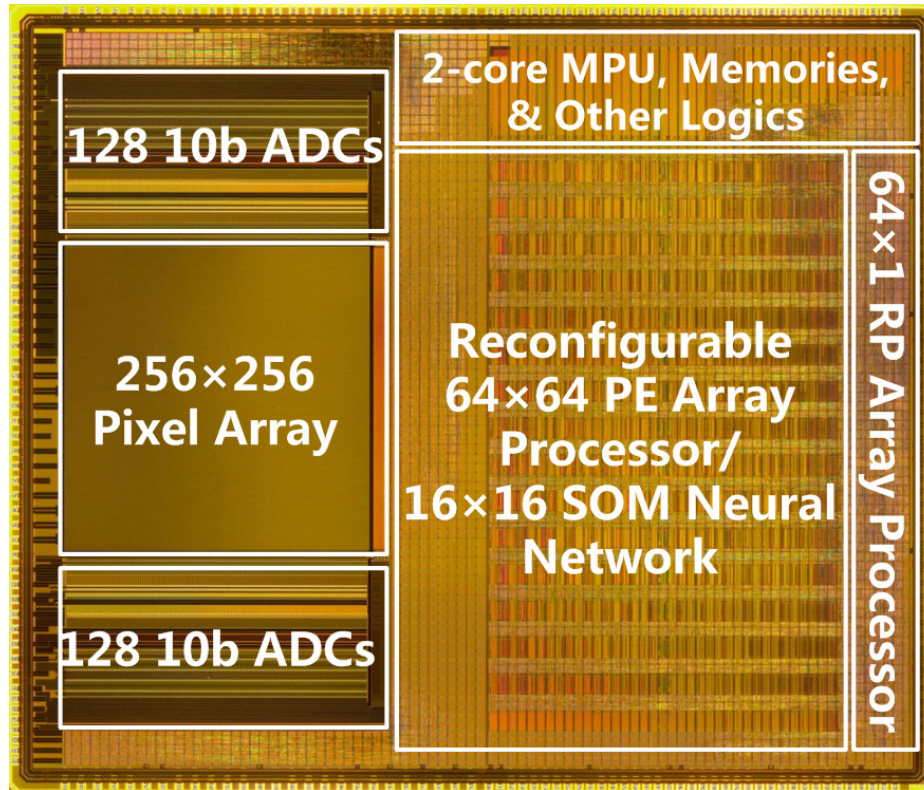 2-core MPU, Memories,
& Other Logics
128 10b ADCs
256×256
Pixel Array
128 10b ADCs
Reconfigurable
64×64 PE Array
Processor/
16×16 SOM Neural
Network
64×1 RP Array Processor